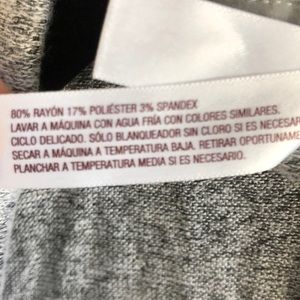 80% RAYÓN 17% POLIÉSTER 3% SPANDEX
LAVAR A MÁQUINA CON AGUA FRÍA CON COLORES SIMILARES.
CICLO DELICADO. SÓLO BLANQUEADOR SIN CLORO SI ES NECESAR
SECAR A MÁQUINA A TEMPERATURA BAJA. RETIRAR OPORTUNAME
PLANCHAR A TEMPERATURA MEDIA SI ES NECESARI